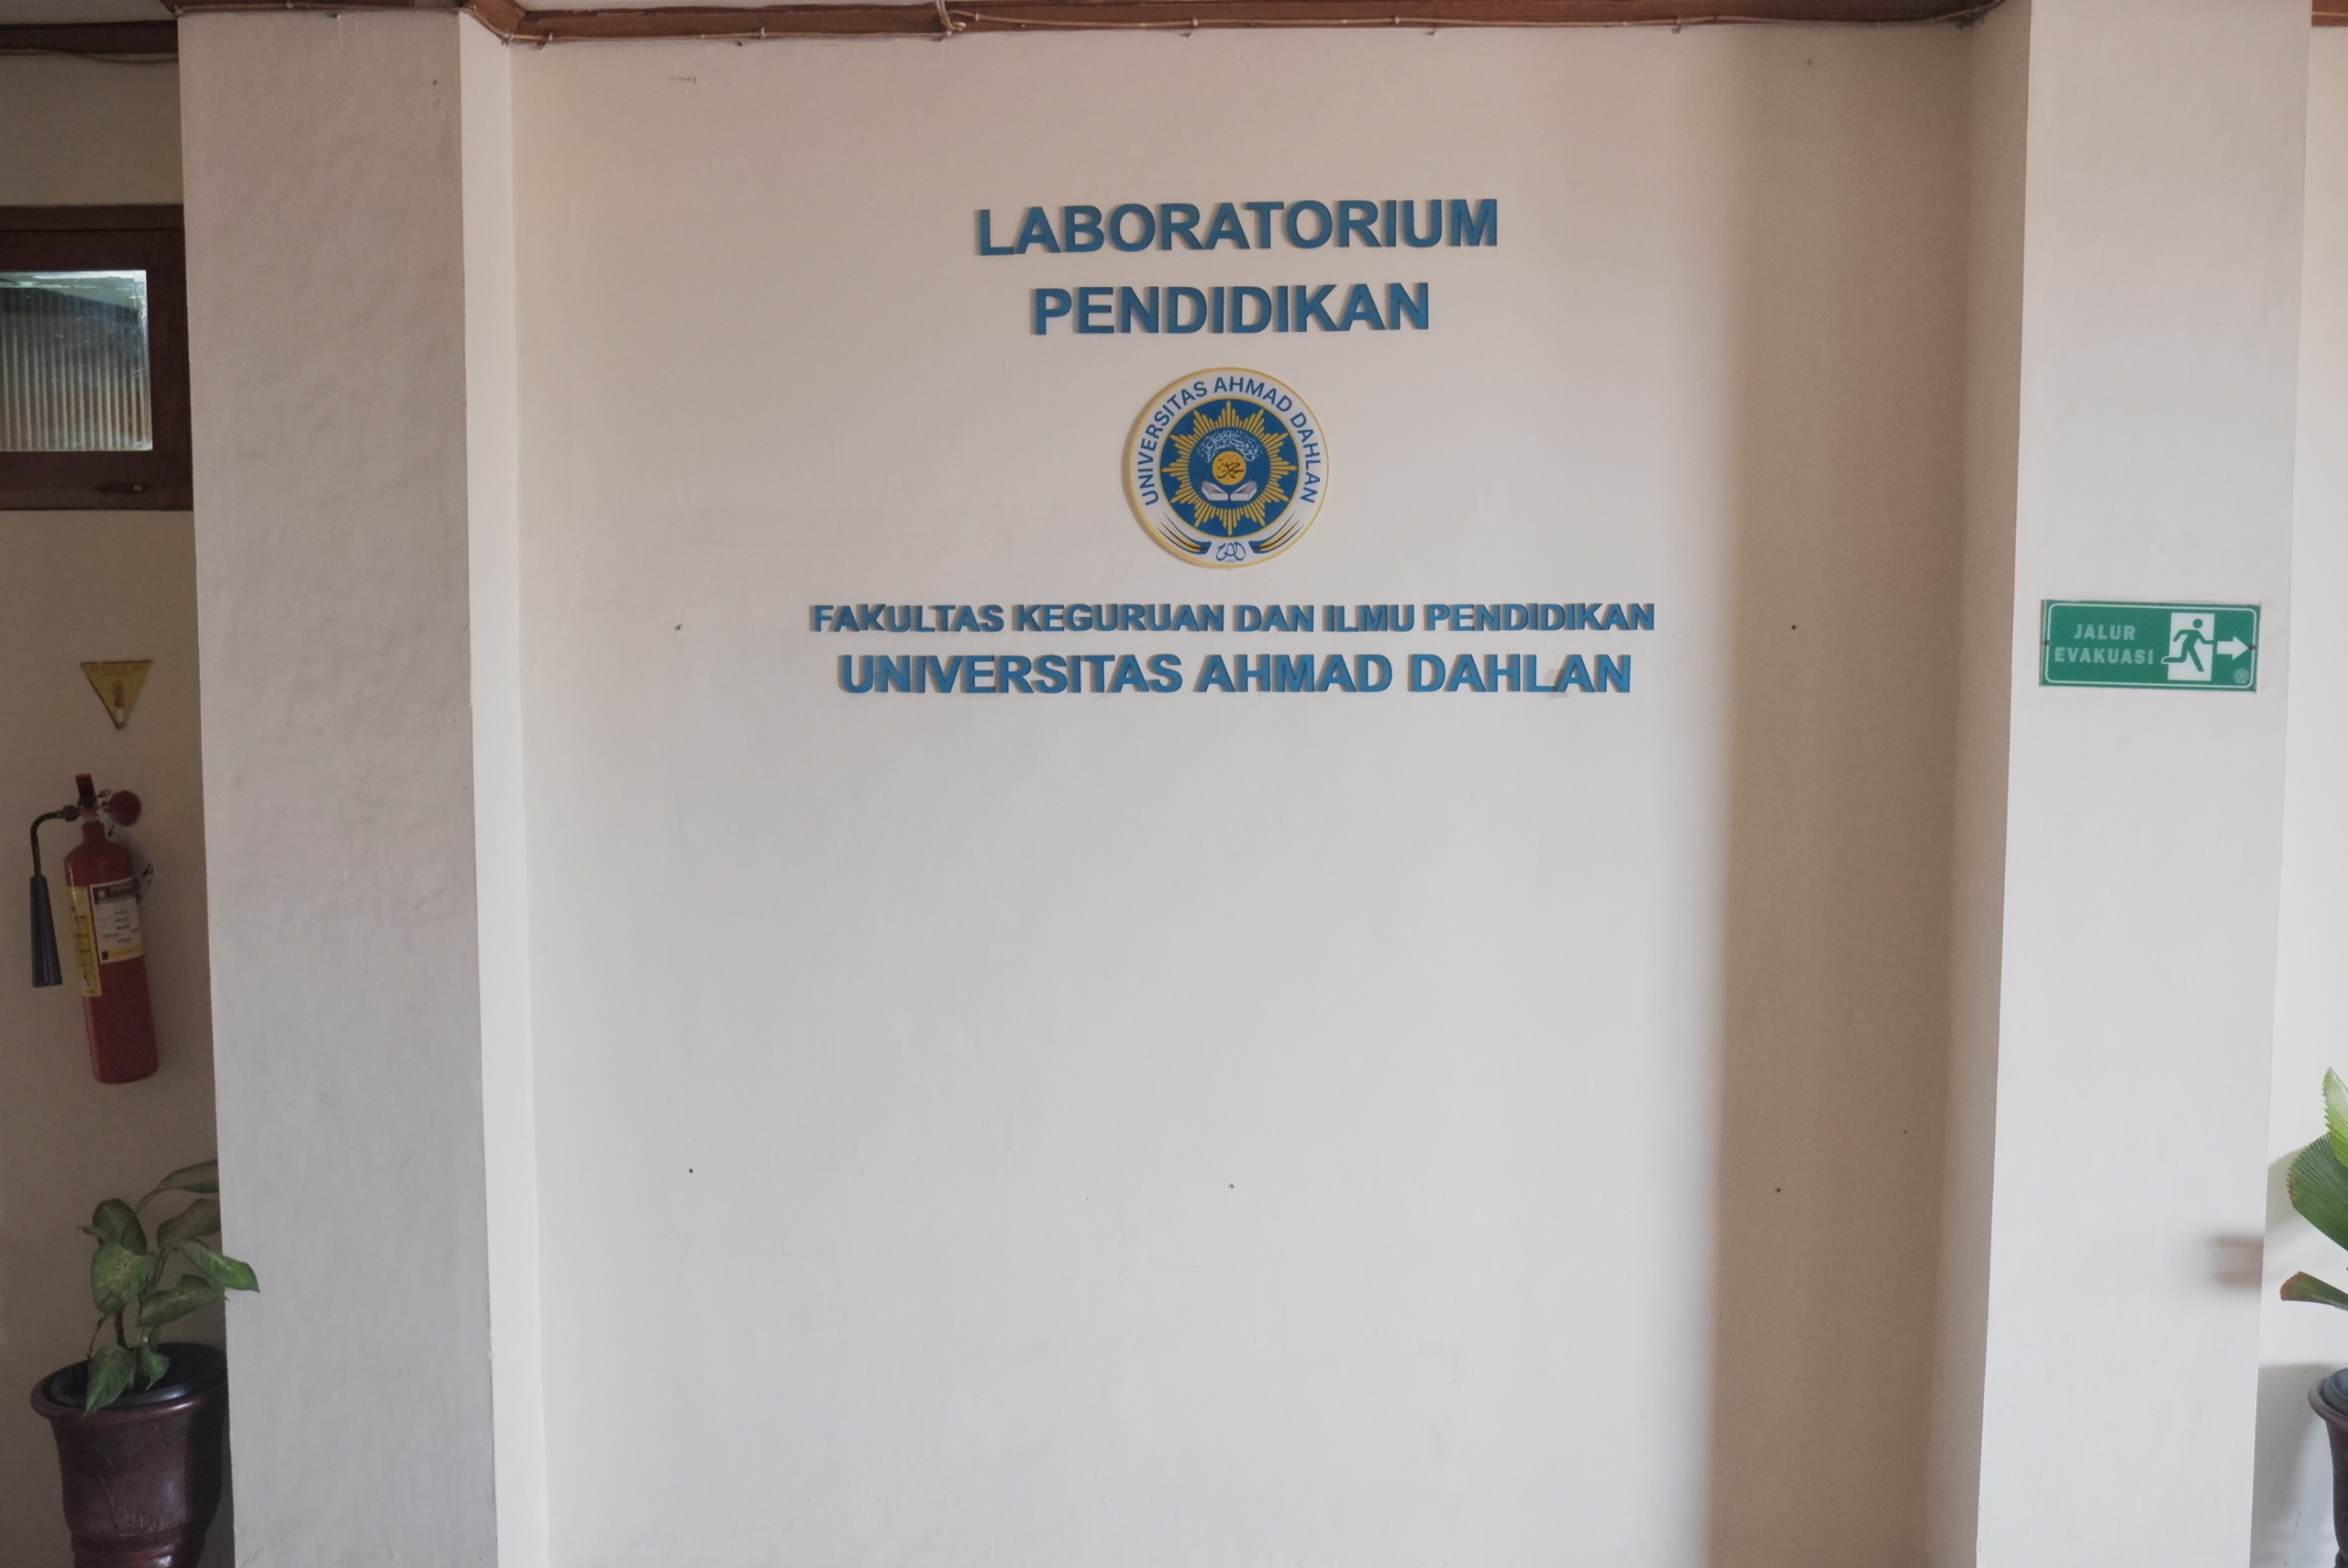 LABORATORIUM
PENDIDIKAN
UNIVERSITAS AHMAD DAHLAN
FAKULTAS KEGURUAN DAN ILMU PENDIDIKAN
UNIVERSITAS AHMAD DAHLAN
JALUR
EVAKUASI